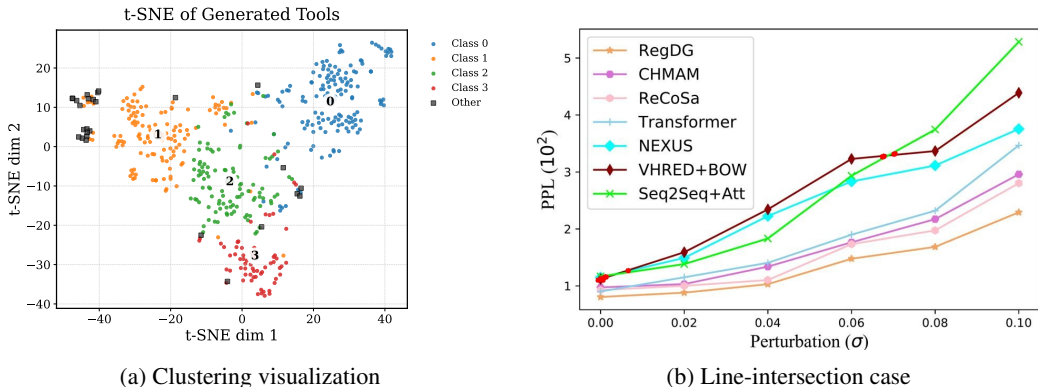 t-SNE of Generated Tools
t-SNE dim 2
20
10
0
−10
−20
−30
−40
−40
−20
0
20
40
t-SNE dim 1
0
1
2
3
Class 0
Class 1
Class 2
Class 3
Other
(a) Clustering visualization
PPL (10²)
5
4
3
2
1
RegDG
CHMAM
ReCoSa
Transformer
NEXUS
VHRED+BOW
Seq2Seq+Att
0.00
0.02
0.04
0.06
0.08
0.10
Perturbation (σ)
(b) Line-intersection case